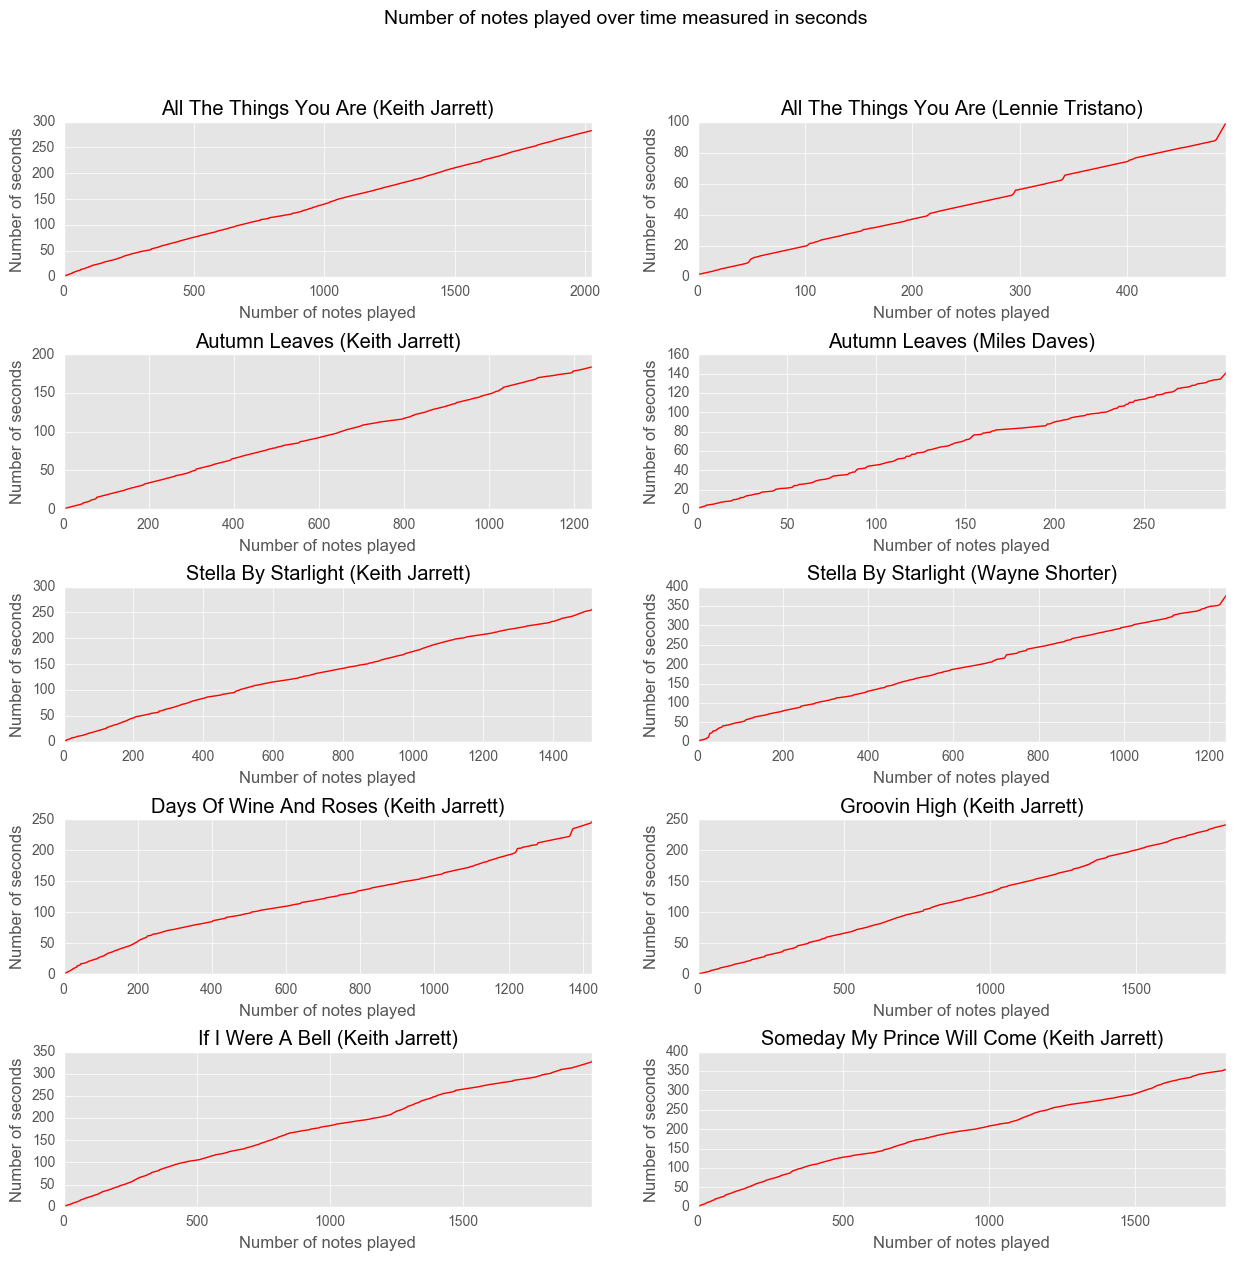 Number of notes played over time measured in seconds
All The Things You Are (Keith Jarrett)
Number of seconds
300
250
200
150
100
50
0
0 500 1000 1500 2000
Number of notes played
All The Things You Are (Lennie Tristano)
Number of seconds
100
80
60
40
20
0
0 100 200 300 400
Number of notes played
Autumn Leaves (Keith Jarrett)
Number of seconds
200
150
100
50
0
0 200 400 600 800 1000 1200
Number of notes played
Autumn Leaves (Miles Daves)
Number of seconds
160
140
120
100
80
60
40
20
0
0 50 100 150 200 250
Number of notes played
Stella By Starlight (Keith Jarrett)
Number of seconds
300
250
200
150
100
50
0
0 200 400 600 800 1000 1200 1400
Number of notes played
Stella By Starlight (Wayne Shorter)
Number of seconds
400
350
300
250
200
150
100
50
0
0 200 400 600 800 1000 1200
Number of notes played
Days Of Wine And Roses (Keith Jarrett)
Number of seconds
250
200
150
100
50
0
0 200 400 600 800 1000 1200 1400
Number of notes played
Groovin High (Keith Jarrett)
Number of seconds
250
200
150
100
50
0
0 500 1000 1500
Number of notes played
If I Were A Bell (Keith Jarrett)
Number of seconds
350
300
250
200
150
100
50
0
0 500 1000 1500
Number of notes played
Someday My Prince Will Come (Keith Jarrett)
Number of seconds
400
350
300
250
200
150
100
50
0
0 500 1000 1500
Number of notes played